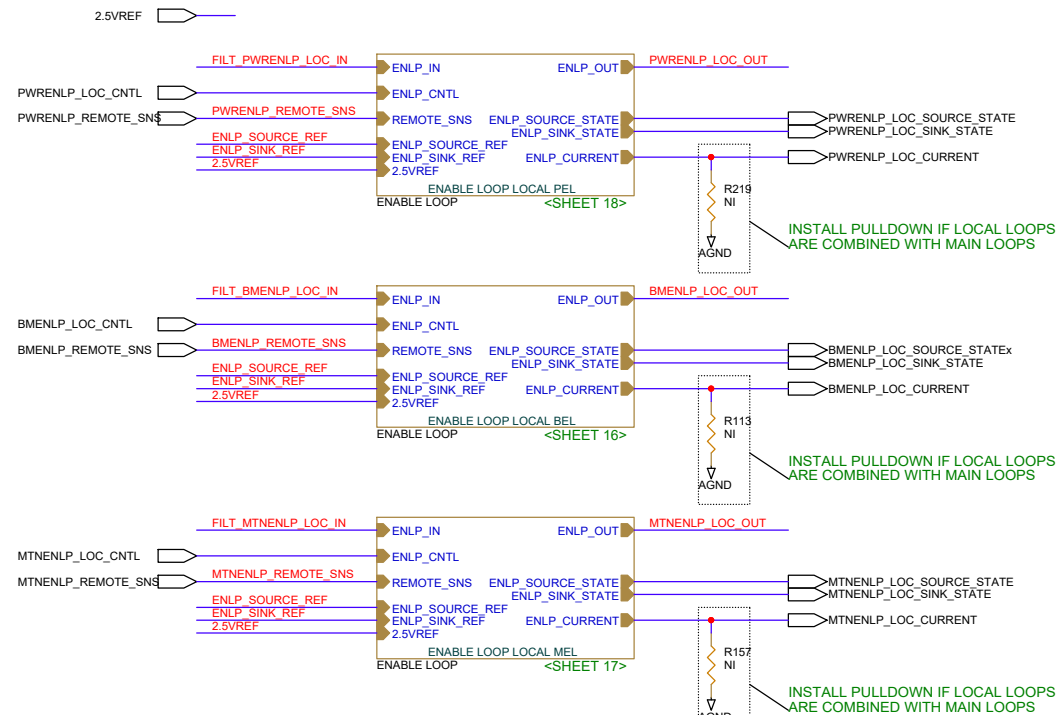 2.5VREF
FILT_PWRENLP_LOC_IN
ENLP_IN
ENLP_OUT
PWRENLP_LOC_OUT
PWRENLP_LOC_CNTL
ENLP_CNTL
PWRENLP_REMOTE_SNS
PWRENLP_REMOTE_SNS
REMOTE_SNS
ENLP_SOURCE_STATE
PWRENLP_LOC_SOURCE_STATE
ENLP_SINK_STATE
PWRENLP_LOC_SINK_STATE
ENLP_SOURCE_REF
ENLP_SOURCE_REF
ENLP_SINK_REF
ENLP_SINK_REF
ENLP_CURRENT
PWRENLP_LOC_CURRENT
2.5VREF
2.5VREF
ENABLE LOOP LOCAL PEL
ENABLE LOOP
<SHEET 18>
R219
NI
AGND
INSTALL PULLDOWN IF LOCAL LOOPS
ARE COMBINED WITH MAIN LOOPS
FILT_BMENLP_LOC_IN
ENLP_IN
ENLP_OUT
BMENLP_LOC_OUT
BMENLP_LOC_CNTL
ENLP_CNTL
BMENLP_REMOTE_SNS
BMENLP_REMOTE_SNS
REMOTE_SNS
ENLP_SOURCE_STATE
BMENLP_LOC_SOURCE_STATEx
ENLP_SINK_STATE
BMENLP_LOC_SINK_STATE
ENLP_SOURCE_REF
ENLP_SOURCE_REF
ENLP_SINK_REF
ENLP_SINK_REF
ENLP_CURRENT
BMENLP_LOC_CURRENT
2.5VREF
2.5VREF
ENABLE LOOP LOCAL BEL
ENABLE LOOP
<SHEET 16>
R113
NI
AGND
INSTALL PULLDOWN IF LOCAL LOOPS
ARE COMBINED WITH MAIN LOOPS
FILT_MTNENLP_LOC_IN
ENLP_IN
ENLP_OUT
MTNENLP_LOC_OUT
MTNENLP_LOC_CNTL
ENLP_CNTL
MTNENLP_REMOTE_SNS
MTNENLP_REMOTE_SNS
REMOTE_SNS
ENLP_SOURCE_STATE
MTNENLP_LOC_SOURCE_STATE
ENLP_SINK_STATE
MTNENLP_LOC_SINK_STATE
ENLP_SOURCE_REF
ENLP_SOURCE_REF
ENLP_SINK_REF
ENLP_SINK_REF
ENLP_CURRENT
MTNENLP_LOC_CURRENT
2.5VREF
2.5VREF
ENABLE LOOP LOCAL MEL
ENABLE LOOP
<SHEET 17>
R157
NI
AGND
INSTALL PULLDOWN IF LOCAL LOOPS
ARE COMBINED WITH MAIN LOOPS